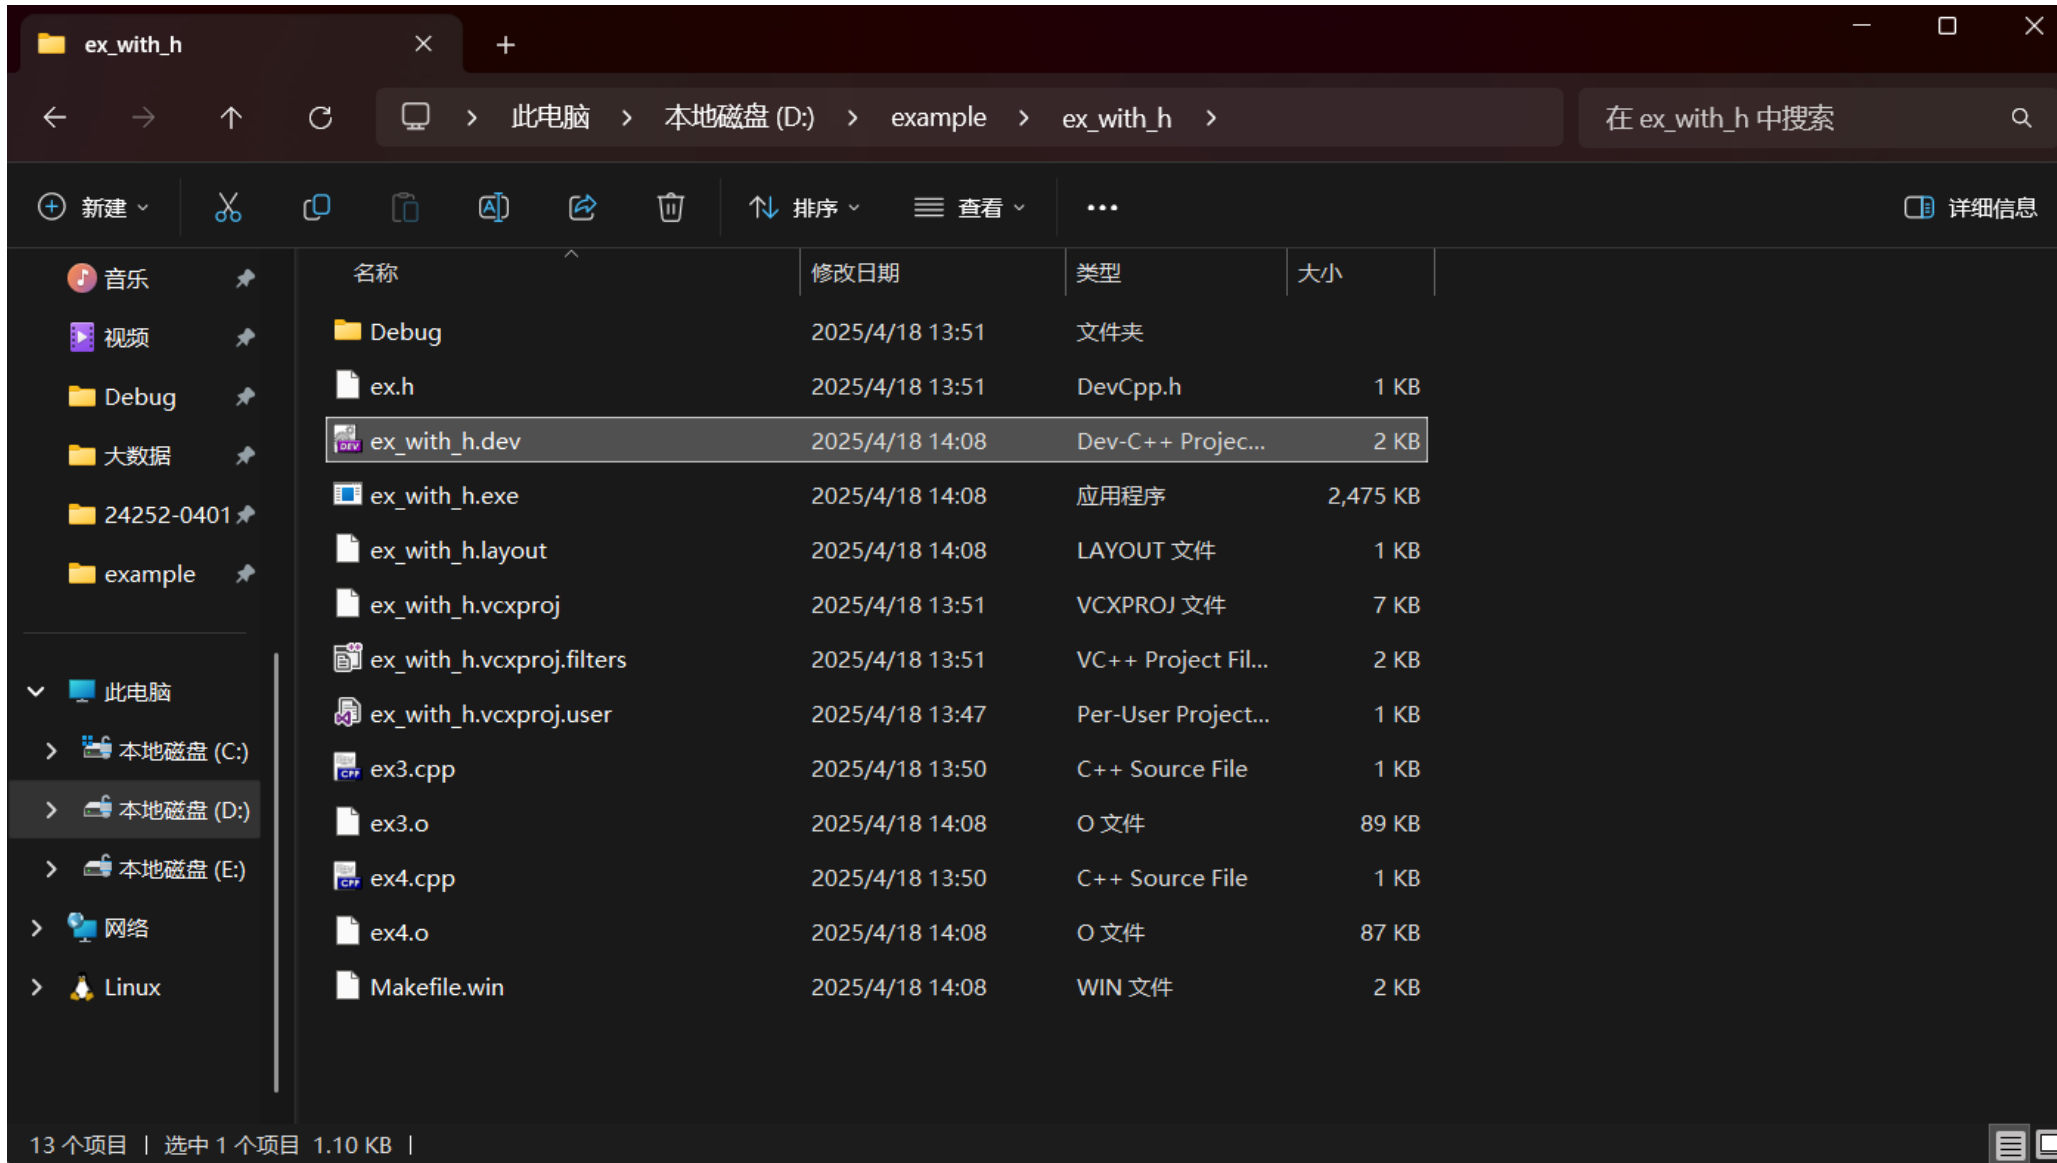 ex_with_h
此电脑 > 本地磁盘 (D:) > example > ex_with_h >
在 ex_with_h 中搜索
新建
排序
查看
详细信息
音乐
视频
Debug
大数据
24252-0401
example
此电脑
本地磁盘 (C:)
本地磁盘 (D:)
本地磁盘 (E:)
网络
Linux
名称 修改日期 类型 大小
Debug 2025/4/18 13:51 文件夹
ex.h 2025/4/18 13:51 DevCpp.h 1 KB
ex_with_h.dev 2025/4/18 14:08 Dev-C++ Projec... 2 KB
ex_with_h.exe 2025/4/18 14:08 应用程序 2,475 KB
ex_with_h.layout 2025/4/18 14:08 LAYOUT 文件 1 KB
ex_with_h.vcxproj 2025/4/18 13:51 VCXPROJ 文件 7 KB
ex_with_h.vcxproj.filters 2025/4/18 13:51 VC++ Project Fil... 2 KB
ex_with_h.vcxproj.user 2025/4/18 13:47 Per-User Project... 1 KB
ex3.cpp 2025/4/18 13:50 C++ Source File 1 KB
ex3.o 2025/4/18 14:08 O 文件 89 KB
ex4.cpp 2025/4/18 13:50 C++ Source File 1 KB
ex4.o 2025/4/18 14:08 O 文件 87 KB
Makefile.win 2025/4/18 14:08 WIN 文件 2 KB
13 个项目 | 选中 1 个项目 1.10 KB |